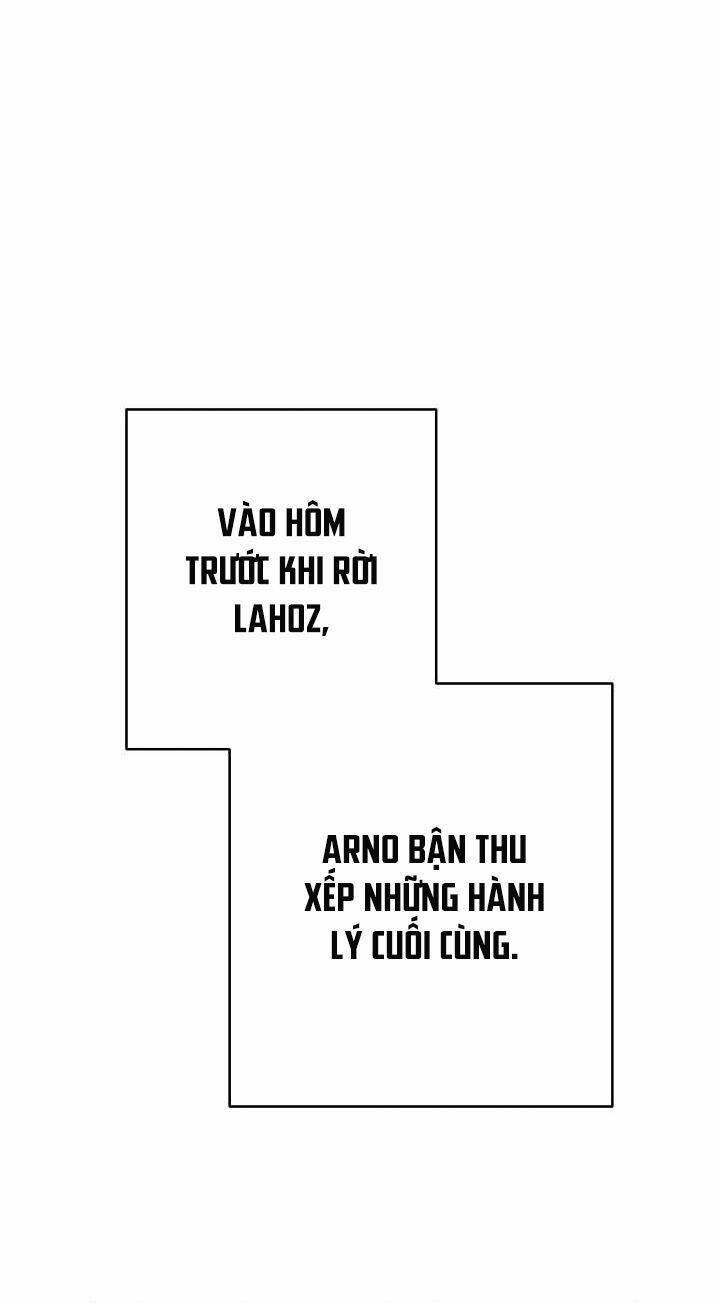 VÀO HÔM
TRƯỚC KHI RỜI
LAHOZ,
ARNO BẬN THU
XẾP NHỮNG HÀNH
LÝ CUỐI CÙNG.